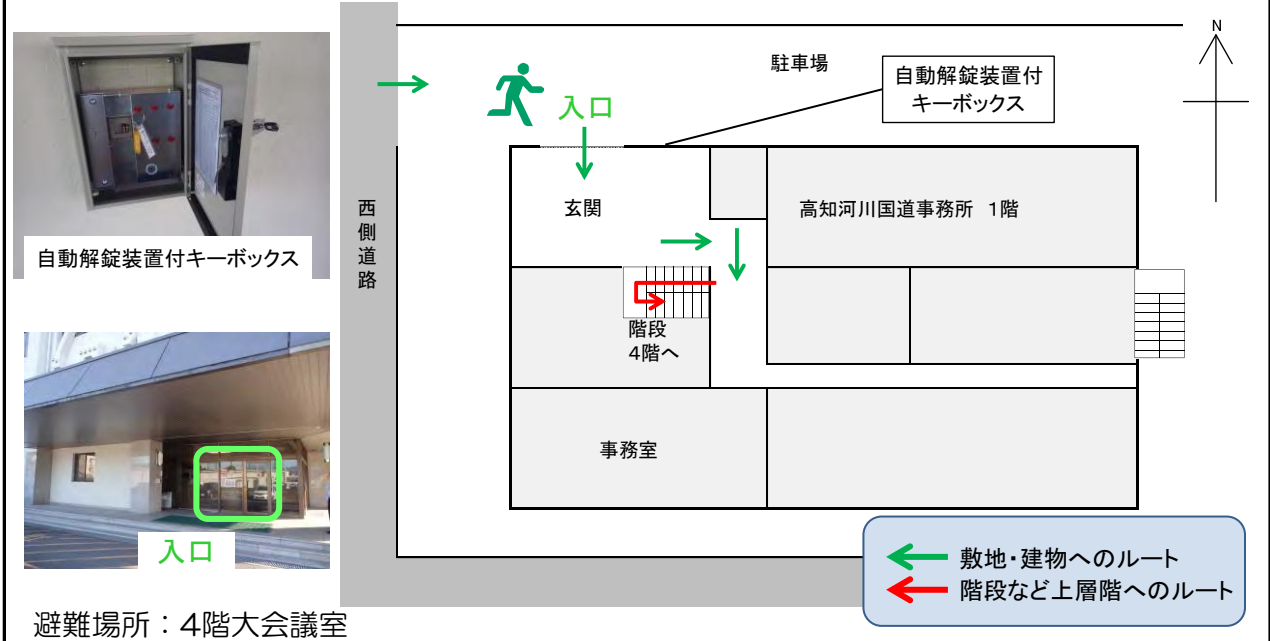 自動解錠装置付キーボックス
入口
避難場所：4階大会議室
西側道路
駐車場
自動解錠装置付
キーボックス
N
入口
玄関
高知河川国道事務所 1階
階段
4階へ
事務室
敷地・建物へのルート
階段など上層階へのルート